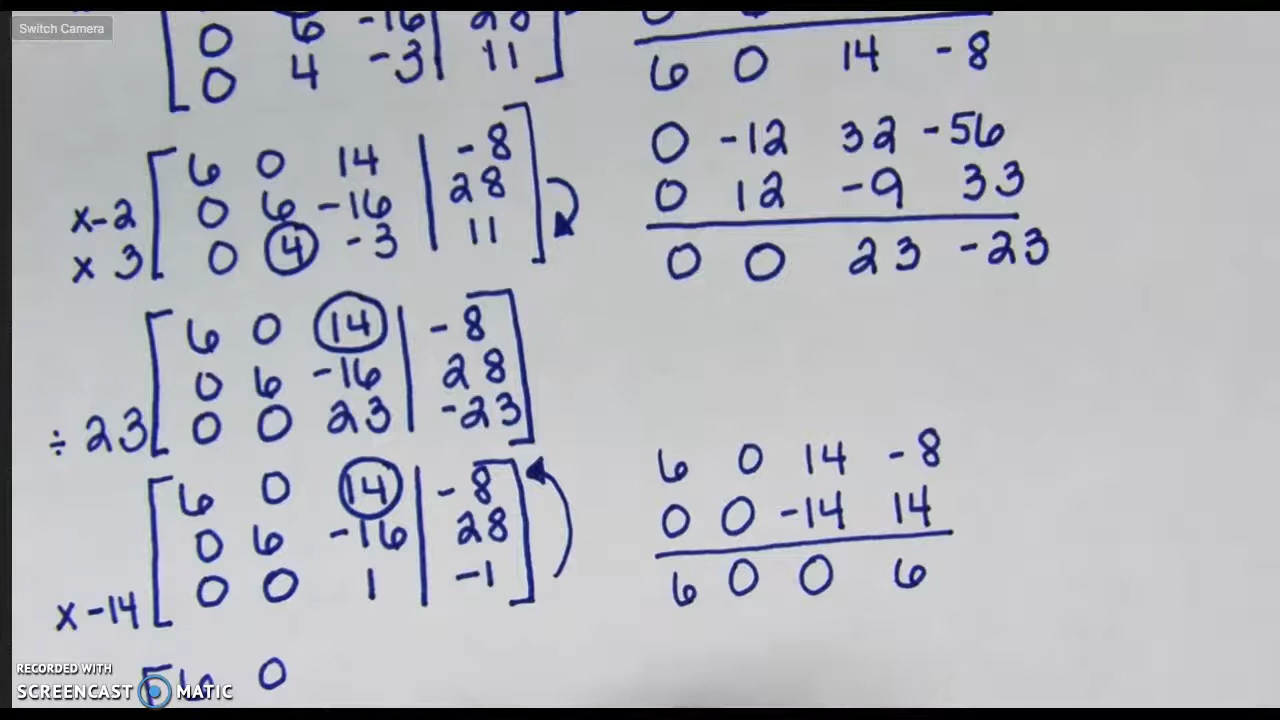 Switch Camera
0 6 -16 | 28
0 4 -3 | 11
6 0 14 -8
6 0 14 | -8
x-2 0 6 -16 | 28
x 3 0 4 -3 | 11
0 -12 32 -56
0 12 -9 33
0 0 23 -23
6 0 14 | -8
0 6 -16 | 28
÷ 23 0 0 23 | -23
6 0 14 | -8
0 6 -16 | 28
x -14 0 0 1 | -1
6 0 14 -8
0 0 -14 14
6 0 0 6
6 0
RECORDED WITH
SCREENCAST MATIC